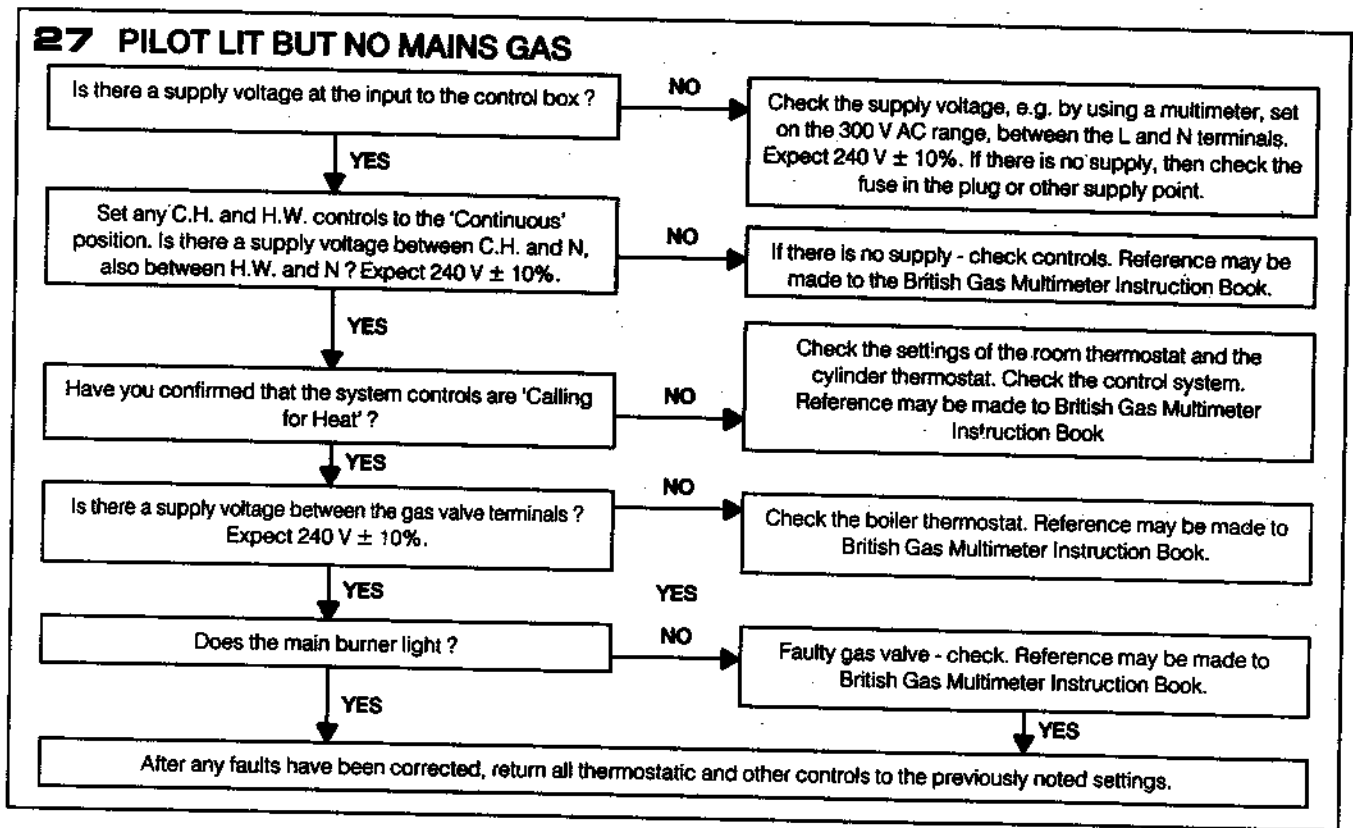 27 PILOT LIT BUT NO MAINS GAS
Is there a supply voltage at the input to the control box ?
NO
Check the supply voltage, e.g. by using a multimeter, set
on the 300 V AC range, between the L and N terminals.
Expect 240 V ± 10%. If there is no supply, then check the
fuse in the plug or other supply point.
YES
Set any C.H. and H.W. controls to the 'Continuous'
position. Is there a supply voltage between C.H. and N,
also between H.W. and N ? Expect 240 V ± 10%.
NO
If there is no supply - check controls. Reference may be
made to the British Gas Multimeter Instruction Book.
YES
Have you confirmed that the system controls are 'Calling
for Heat' ?
NO
Check the settings of the room thermostat and the
cylinder thermostat. Check the control system.
Reference may be made to British Gas Multimeter
Instruction Book
YES
Is there a supply voltage between the gas valve terminals ?
Expect 240 V ± 10%.
NO
Check the boiler thermostat. Reference may be made to
British Gas Multimeter Instruction Book.
YES
YES
Does the main burner light ?
NO
Faulty gas valve - check. Reference may be made to
British Gas Multimeter Instruction Book.
YES
YES
After any faults have been corrected, return all thermostatic and other controls to the previously noted settings.